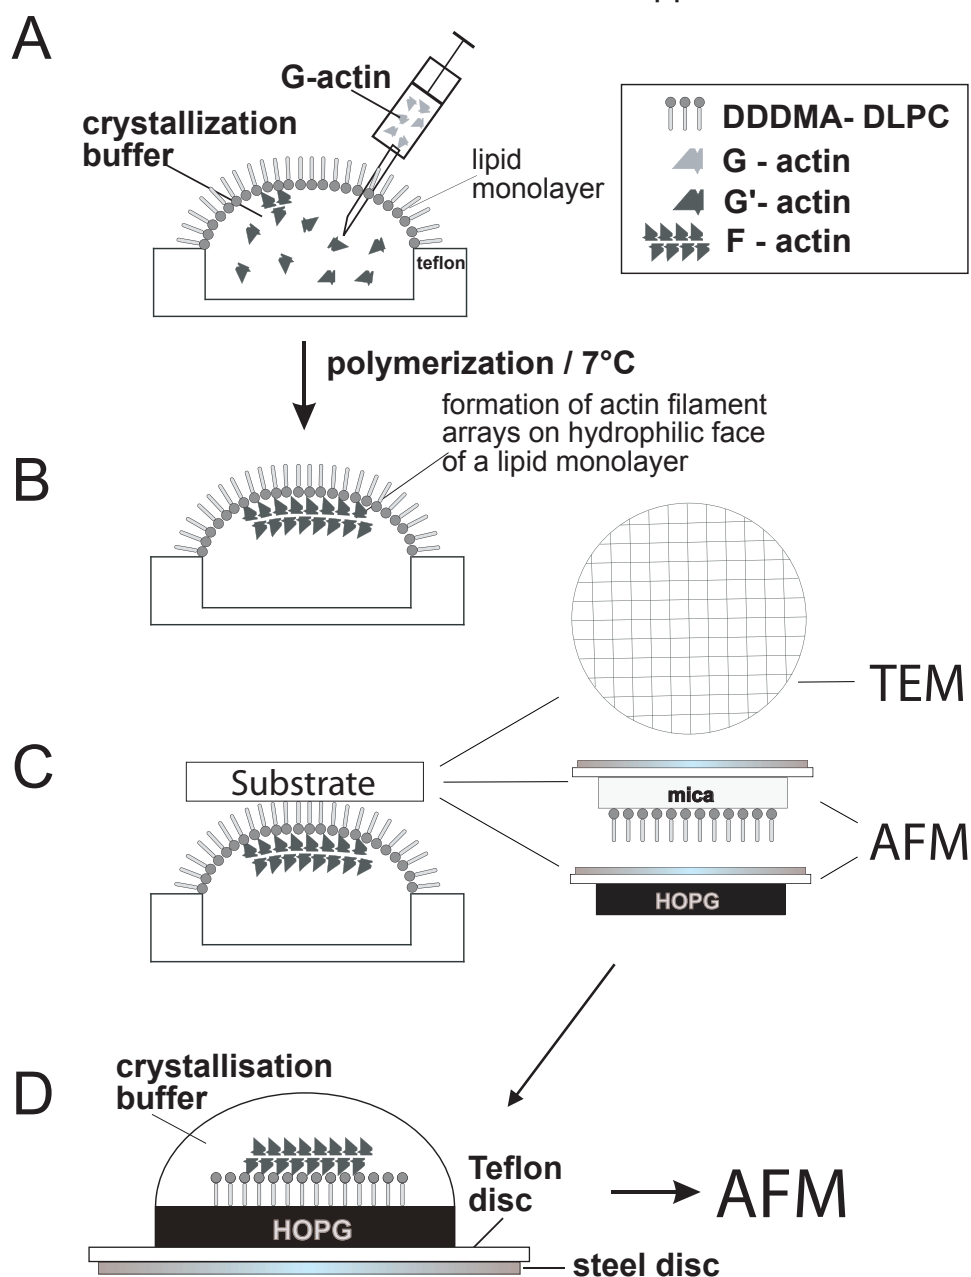 A
G-actin
crystallization
buffer
lipid
monolayer
teflon
DDDMA- DLPC
G - actin
G'- actin
F - actin
polymerization / 7°C
formation of actin filament
arrays on hydrophilic face
of a lipid monolayer
B
TEM
C
Substrate
mica
AFM
HOPG
D
crystallisation
buffer
Teflon
disc
AFM
HOPG
steel disc